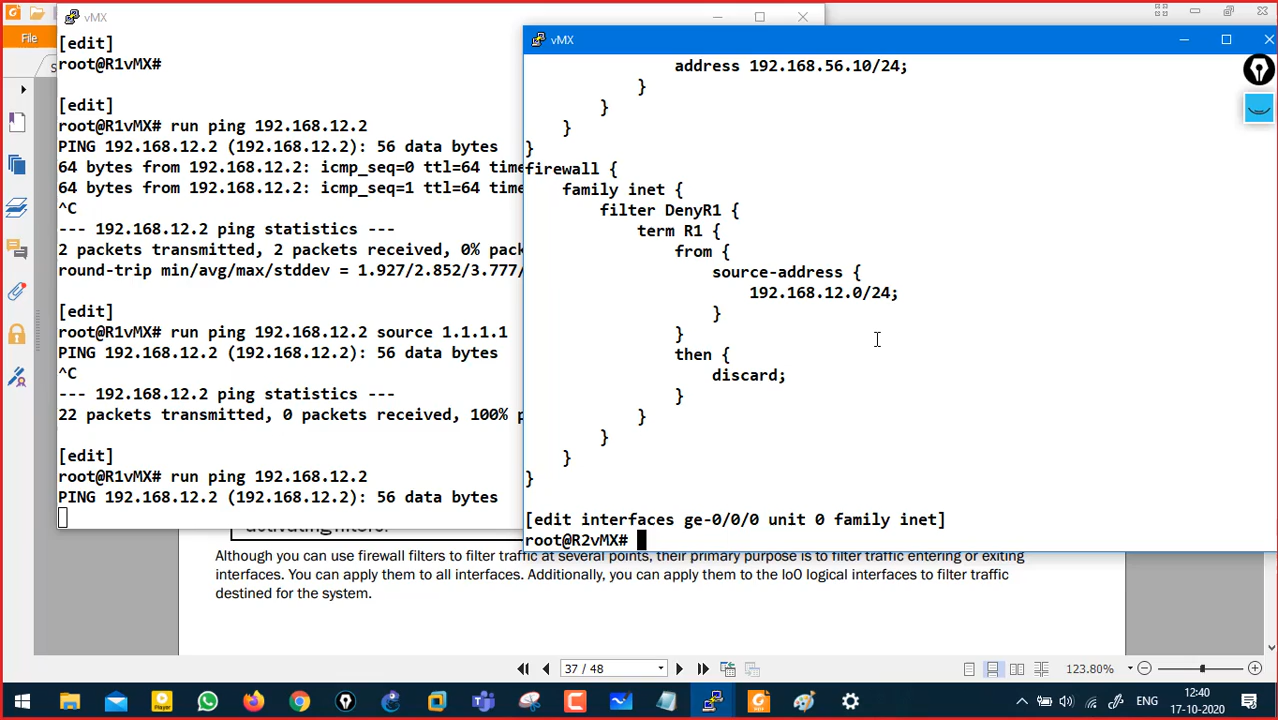 vMX
File
[edit]
root@R1vMX#
[edit]
root@R1vMX# run ping 192.168.12.2
PING 192.168.12.2 (192.168.12.2): 56 data bytes
64 bytes from 192.168.12.2: icmp_seq=0 ttl=64 time
64 bytes from 192.168.12.2: icmp_seq=1 ttl=64 time
^C
--- 192.168.12.2 ping statistics ---
2 packets transmitted, 2 packets received, 0% pack
round-trip min/avg/max/stddev = 1.927/2.852/3.777/
[edit]
root@R1vMX# run ping 192.168.12.2 source 1.1.1.1
PING 192.168.12.2 (192.168.12.2): 56 data bytes
^C
--- 192.168.12.2 ping statistics ---
22 packets transmitted, 0 packets received, 100% p
[edit]
root@R1vMX# run ping 192.168.12.2
PING 192.168.12.2 (192.168.12.2): 56 data bytes
vMX
address 192.168.56.10/24;
}
}
}
}
firewall {
family inet {
filter DenyR1 {
term R1 {
from {
source-address {
192.168.12.0/24;
}
}
then {
discard;
}
}
}
}
}
[edit interfaces ge-0/0/0 unit 0 family inet]
root@R2vMX#
activating filters.
Although you can use firewall filters to filter traffic at several points, their primary purpose is to filter traffic entering or exiting
interfaces. You can apply them to all interfaces. Additionally, you can apply them to the lo0 logical interfaces to filter traffic
destined for the system.
37 / 48
123.80%
ENG
12:40
17-10-2020